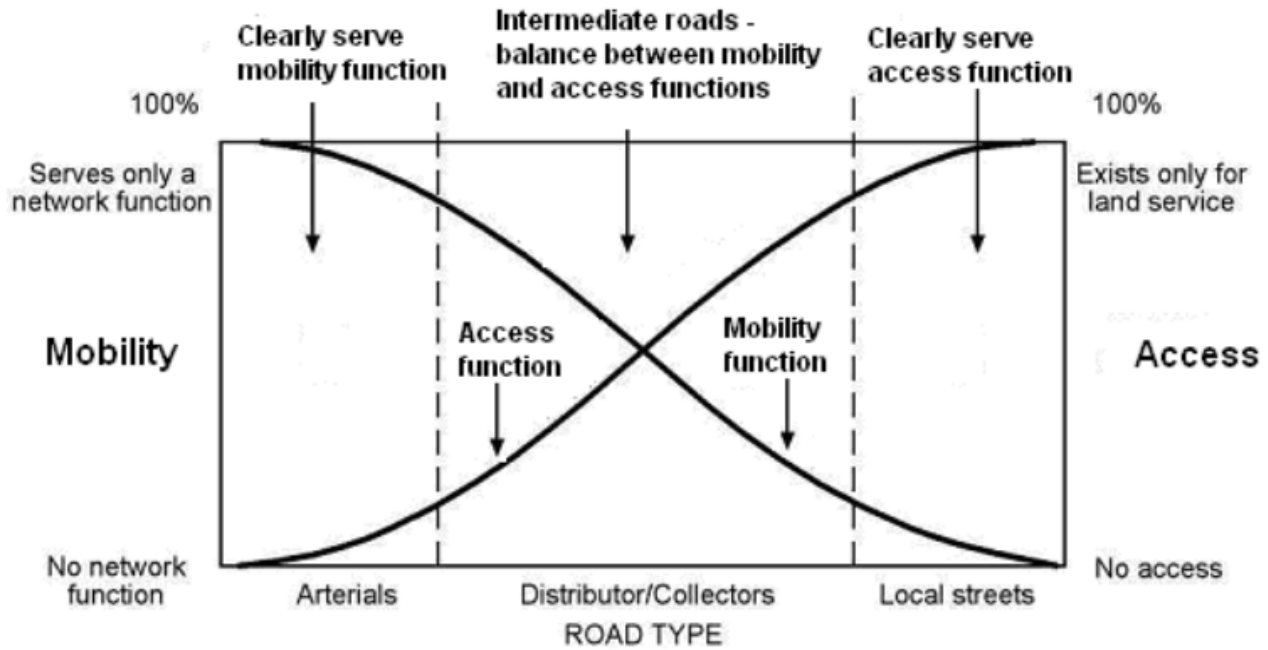 Clearly serve
mobility function
Intermediate roads -
balance between mobility
and access functions
Clearly serve
access function
100%
100%
Serves only a
network function
Exists only for
land service
Access
function
Mobility
function
Mobility
Access
No network
function
No access
Arterials
Distributor/Collectors
Local streets
ROAD TYPE